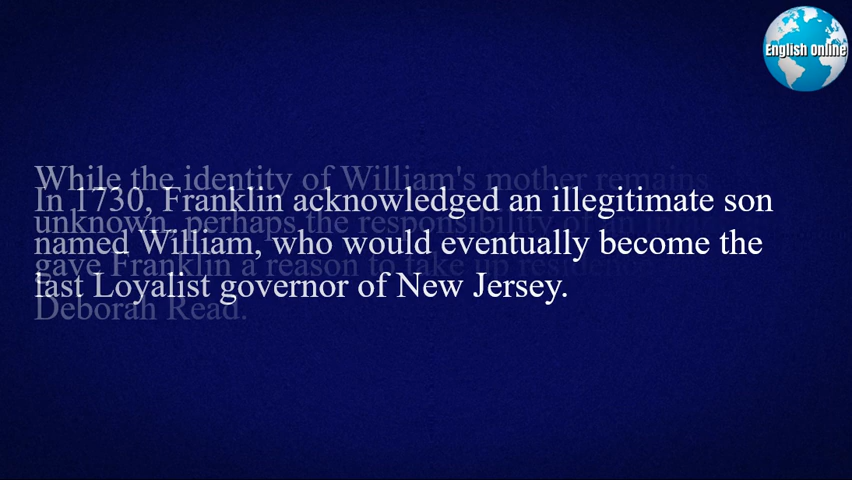 English Online
In 1730, Franklin acknowledged an illegitimate son
named William, who would eventually become the
last Loyalist governor of New Jersey.
While the identity of William's mother remains
unknown, perhaps the responsibility
gave Franklin a reason to take up
Deborah Read.